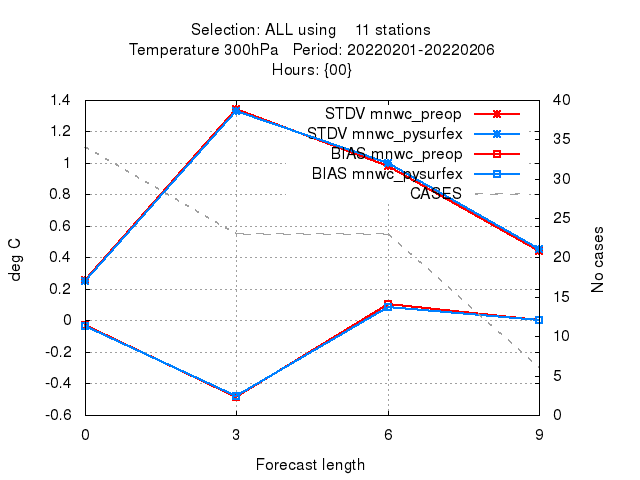 Selection: ALL using    11 stations
Temperature 300hPa   Period: 20220201-20220206
Hours: {00}
1.4
1.2
1
0.8
0.6
0.4
0.2
0
-0.2
-0.4
-0.6
deg C
STDV mnwc_preop
STDV mnwc_pysurfex
BIAS mnwc_preop
BIAS mnwc_pysurfex
CASES
40
35
30
25
20
15
10
5
0
No cases
0 3 6 9
Forecast length